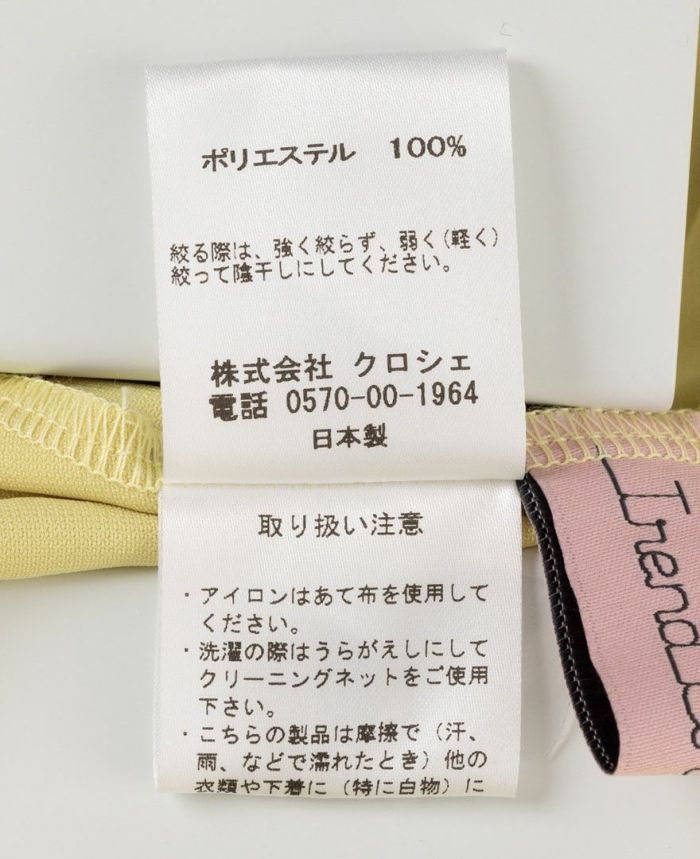 ポリエステル 100%
絞る際は、強く絞らず、弱く(軽く)
絞って陰干しにしてください。
株式会社 クロシェ
電話 0570-00-1964
日本製
取り扱い注意
・アイロンはあて布を使用して
ください。
・洗濯の際はうらがえしにして
クリーニングネットをご使用
下さい。
・こちらの製品は摩擦で(汗、
雨、などで濡れたとき)他の
衣類や下着に(特に白物)に